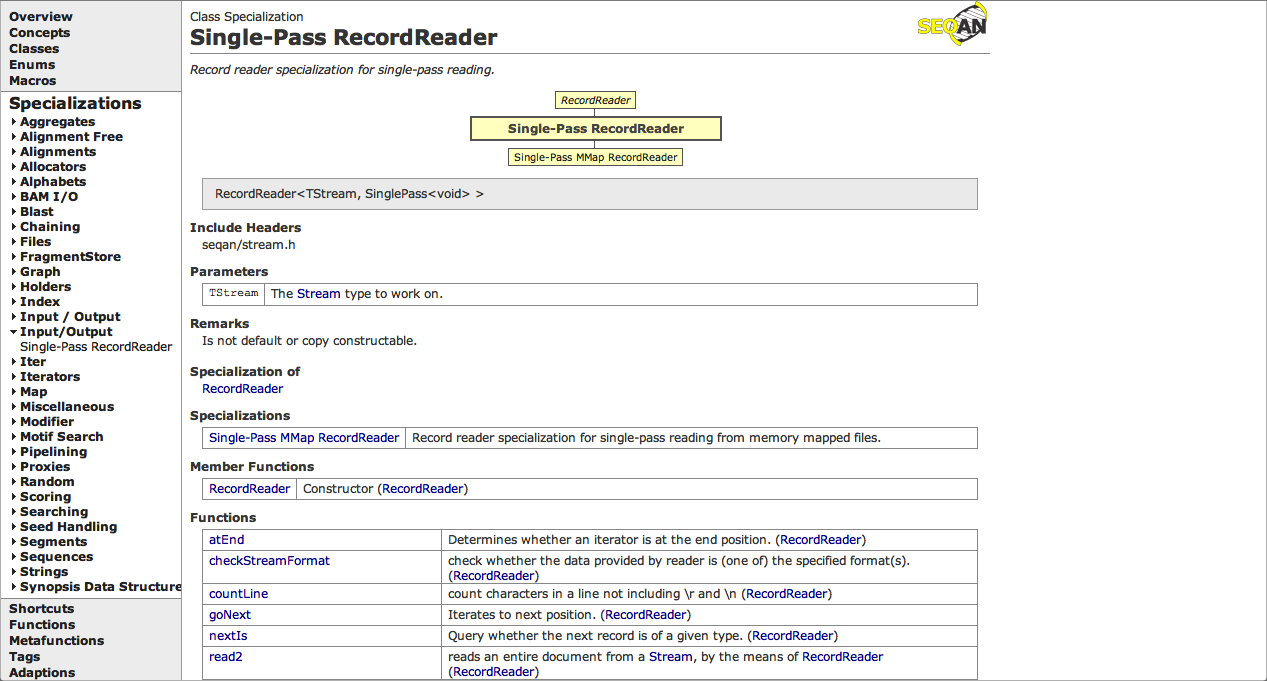 Overview
Concepts
Classes
Enums
Macros
Specializations
Aggregates
Alignment Free
Alignments
Allocators
Alphabets
BAM I/O
Blast
Chaining
Files
FragmentStore
Graph
Holders
Index
Input / Output
Input/Output
Single-Pass RecordReader
Iter
Iterators
Map
Miscellaneous
Modifier
Motif Search
Pipelining
Proxies
Random
Scoring
Searching
Seed Handling
Segments
Sequences
Strings
Synopsis Data Structure
Shortcuts
Functions
Metafunctions
Tags
Adaptions
Class Specialization
Single-Pass RecordReader
SEQAN
Record reader specialization for single-pass reading.
RecordReader
Single-Pass RecordReader
Single-Pass MMap RecordReader
RecordReader<TStream, SinglePass<void> >
Include Headers
seqan/stream.h
Parameters
TStream The Stream type to work on.
Remarks
Is not default or copy constructable.
Specialization of
RecordReader
Specializations
Single-Pass MMap RecordReader Record reader specialization for single-pass reading from memory mapped files.
Member Functions
RecordReader Constructor (RecordReader)
Functions
atEnd Determines whether an iterator is at the end position. (RecordReader)
checkStreamFormat check whether the data provided by reader is (one of) the specified format(s).
(RecordReader)
countLine count characters in a line not including \r and \n (RecordReader)
goNext Iterates to next position. (RecordReader)
nextIs Query whether the next record is of a given type. (RecordReader)
read2 reads an entire document from a Stream, by the means of RecordReader
(RecordReader)